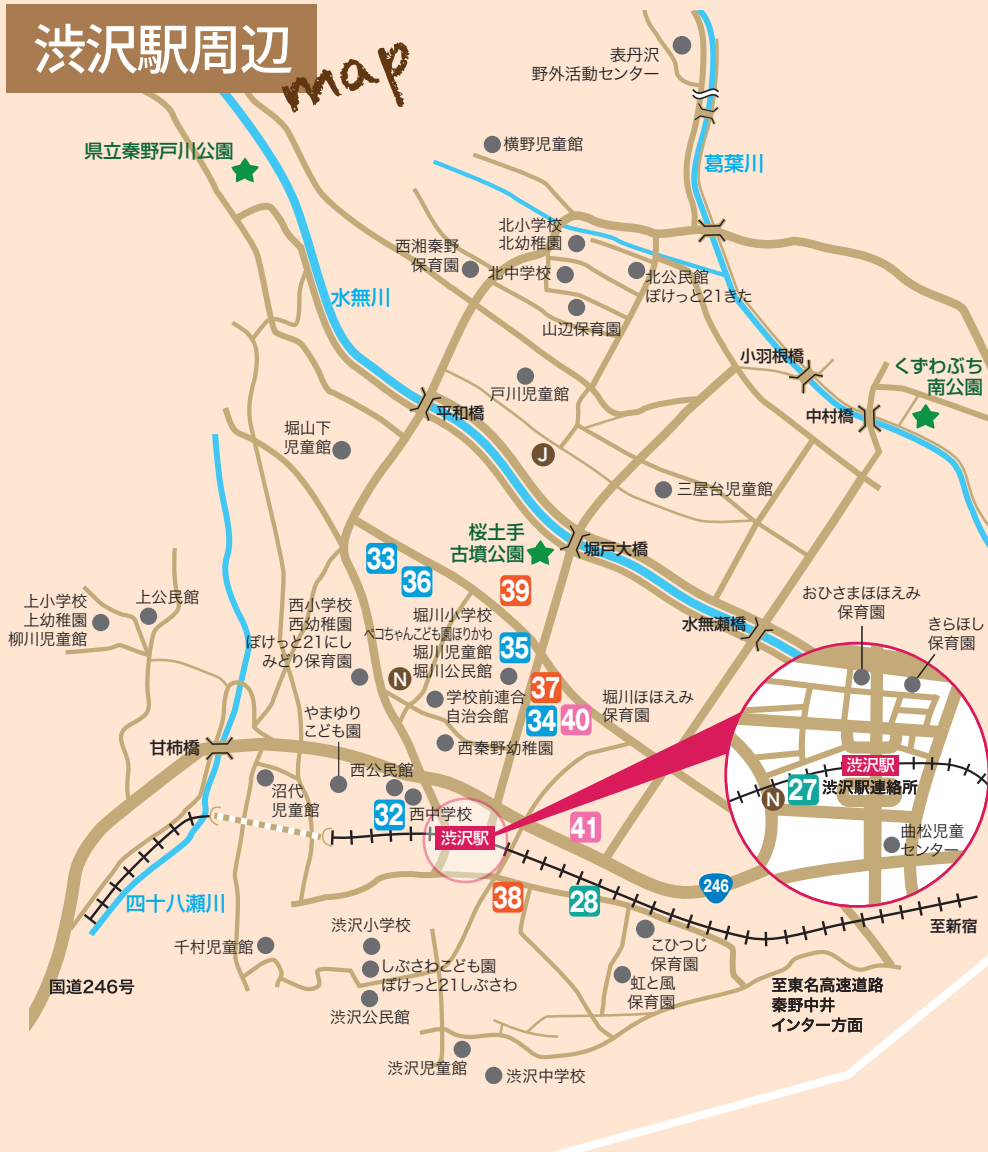 渋沢駅周辺
map
表丹沢
野外活動センター
横野児童館
県立秦野戸川公園
葛葉川
北小学校
北幼稚園
西湘秦野
保育園
北中学校
北公民館
ぽけっと21きた
水無川
山辺保育園
小羽根橋
くずわぶち
南公園
戸川児童館
平和橋
中村橋
堀山下
児童館
J
三屋台児童館
桜土手
古墳公園
堀戸大橋
33
36
39
上小学校
上幼稚園
柳川児童館
上公民館
西小学校
西幼稚園
ぽけっと21にし
みどり保育園
堀川小学校
ペコちゃんこども園ほりかわ
堀川児童館
堀川公民館
35
おひさまほほえみ
保育園
きらほし
保育園
水無瀬橋
N
学校前連合
自治会館
37
34
40
堀川ほほえみ
保育園
やまゆり
こども園
甘柿橋
西秦野幼稚園
西公民館
沼代
児童館
32
西中学校
渋沢駅
41
渋沢駅
N
27
渋沢駅連絡所
曲松児童
センター
246
38
28
四十八瀬川
至新宿
千村児童館
渋沢小学校
しぶさわこども園
ぽけっと21しぶさわ
渋沢公民館
こひつじ
保育園
虹と風
保育園
国道246号
至東名高速道路
秦野中井
インター方面
渋沢児童館
渋沢中学校